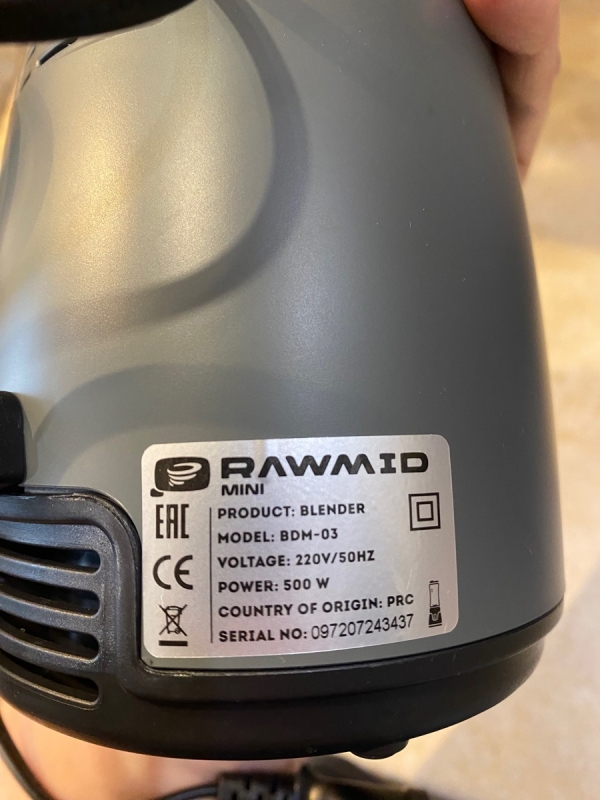 RAWMID
MINI
EAC
CE
PRODUCT: BLENDER
MODEL: BDM-03
VOLTAGE: 220V/50HZ
POWER: 500 W
COUNTRY OF ORIGIN: PRC
SERIAL NO: 097207243437